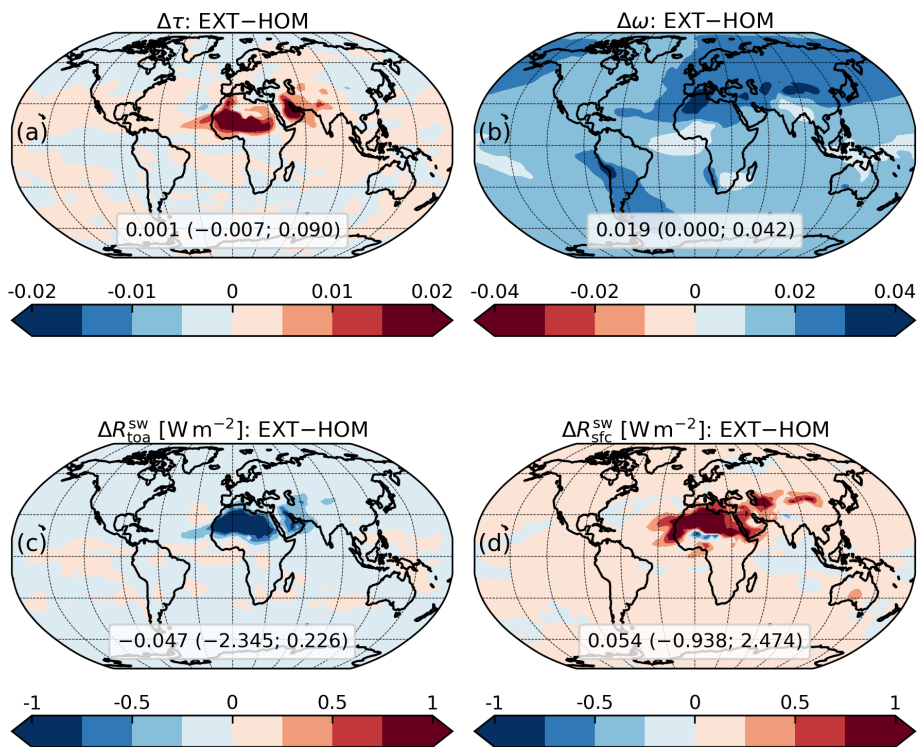 Δτ: EXT−HOM
Δω: EXT−HOM
(a)
(b)
0.001 (−0.007; 0.090)
0.019 (0.000; 0.042)
-0.02 -0.01 0 0.01 0.02
-0.04 -0.02 0 0.02 0.04
ΔR^sw_toa [W m−2]: EXT−HOM
ΔR^sw_sfc [W m−2]: EXT−HOM
(c)
(d)
−0.047 (−2.345; 0.226)
0.054 (−0.938; 2.474)
-1 -0.5 0 0.5 1
-1 -0.5 0 0.5 1